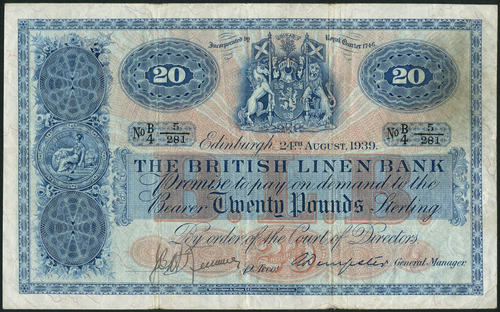 Incorporated by Royal Charter 1746.
20 20
No B/4 5/281 No B/4 5/281
Edinburgh, 24TH August, 1939.
THE BRITISH LINEN BANK
Promise to pay on demand to the
Bearer Twenty Pounds Sterling
By order of the Court of Directors
A Dempster General Manager.